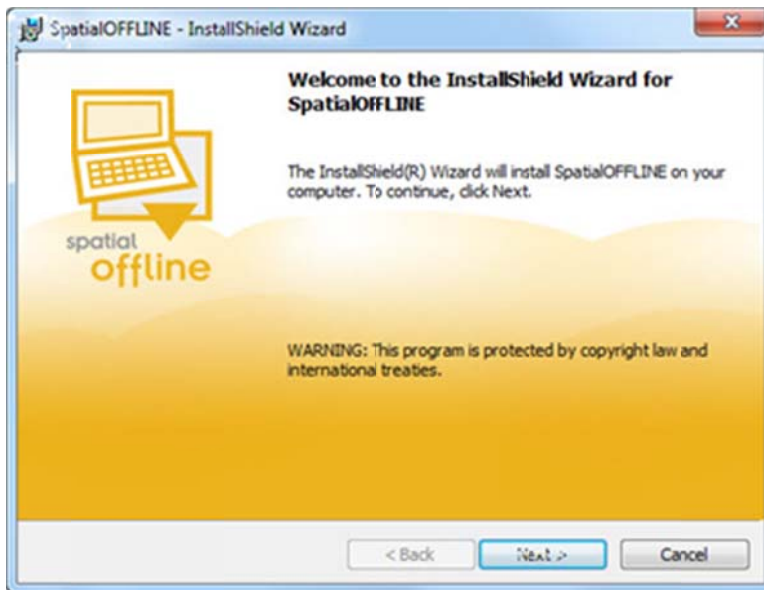 SpatialOFFLINE - InstallShield Wizard
Welcome to the InstallShield Wizard for
SpatialOFFLINE
The InstallShield(R) Wizard will install SpatialOFFLINE on your
computer. To continue, click Next.
spatial
offline
WARNING: This program is protected by copyright law and
international treaties.
< Back
Next >
Cancel